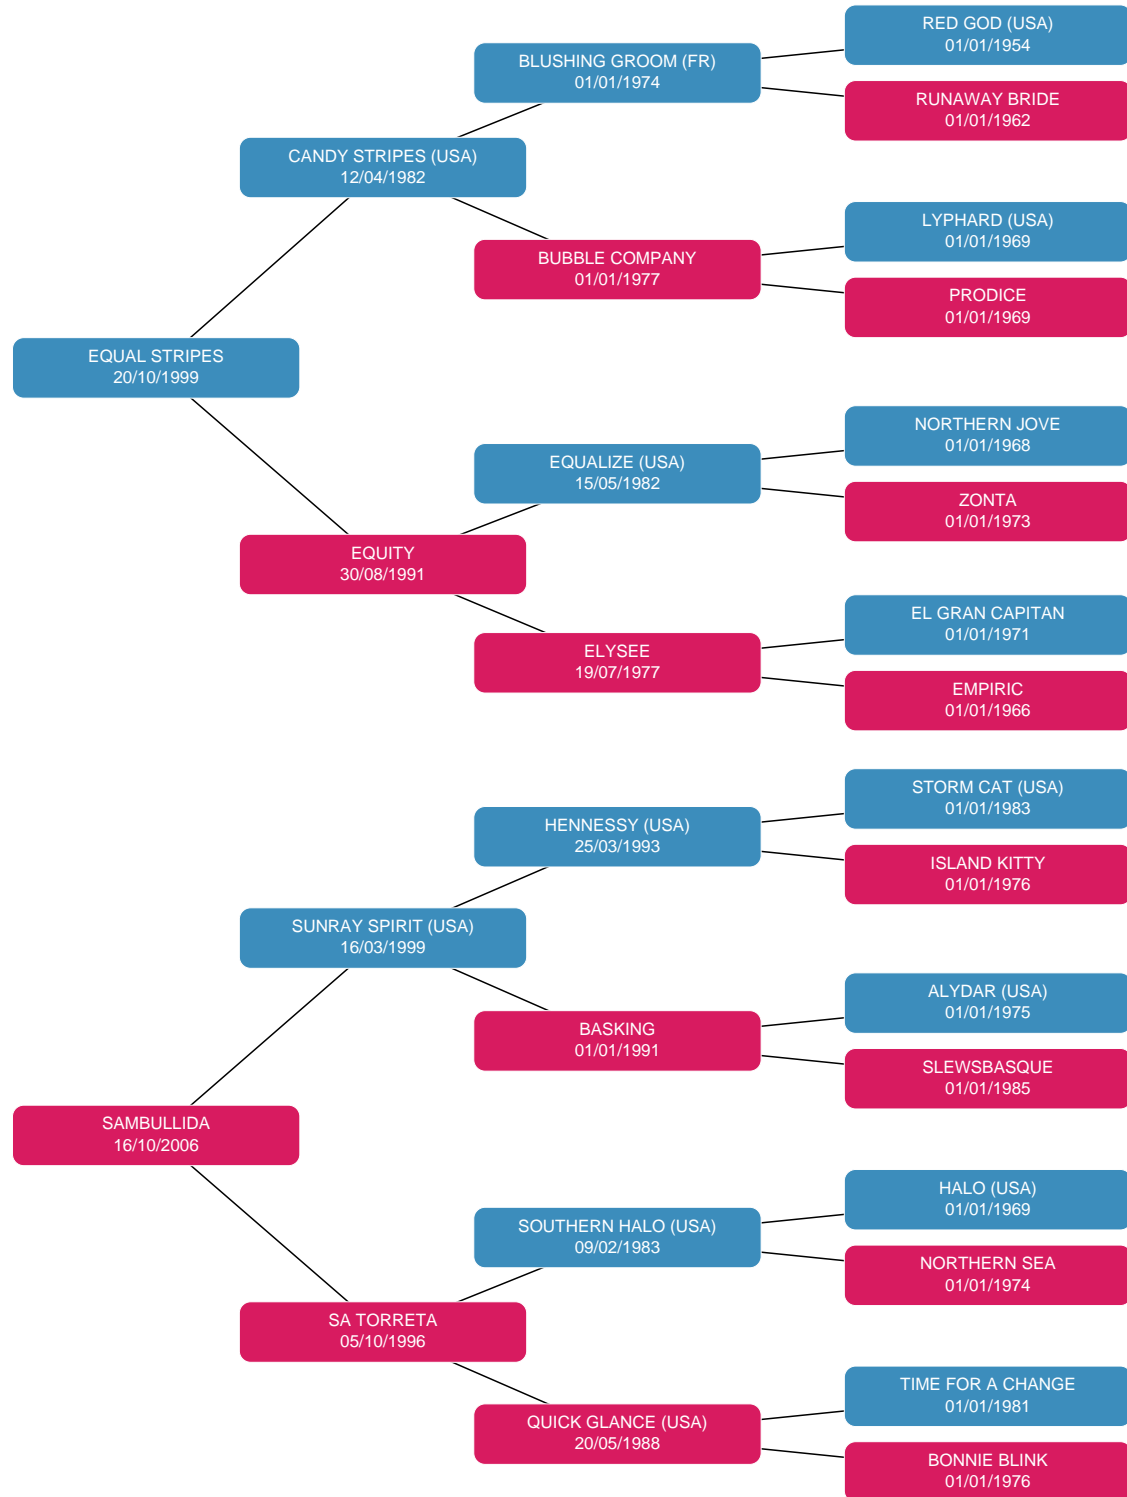 RED GOD (USA)
01/01/1954
BLUSHING GROOM (FR)
01/01/1974
RUNAWAY BRIDE
01/01/1962
CANDY STRIPES (USA)
12/04/1982
LYPHARD (USA)
01/01/1969
BUBBLE COMPANY
01/01/1977
PRODICE
01/01/1969
EQUAL STRIPES
20/10/1999
NORTHERN JOVE
01/01/1968
EQUALIZE (USA)
15/05/1982
ZONTA
01/01/1973
EQUITY
30/08/1991
EL GRAN CAPITAN
01/01/1971
ELYSEE
19/07/1977
EMPIRIC
01/01/1966
STORM CAT (USA)
01/01/1983
HENNESSY (USA)
25/03/1993
ISLAND KITTY
01/01/1976
SUNRAY SPIRIT (USA)
16/03/1999
ALYDAR (USA)
01/01/1975
BASKING
01/01/1991
SLEWSBASQUE
01/01/1985
SAMBULLIDA
16/10/2006
HALO (USA)
01/01/1969
SOUTHERN HALO (USA)
09/02/1983
NORTHERN SEA
01/01/1974
SA TORRETA
05/10/1996
TIME FOR A CHANGE
01/01/1981
QUICK GLANCE (USA)
20/05/1988
BONNIE BLINK
01/01/1976